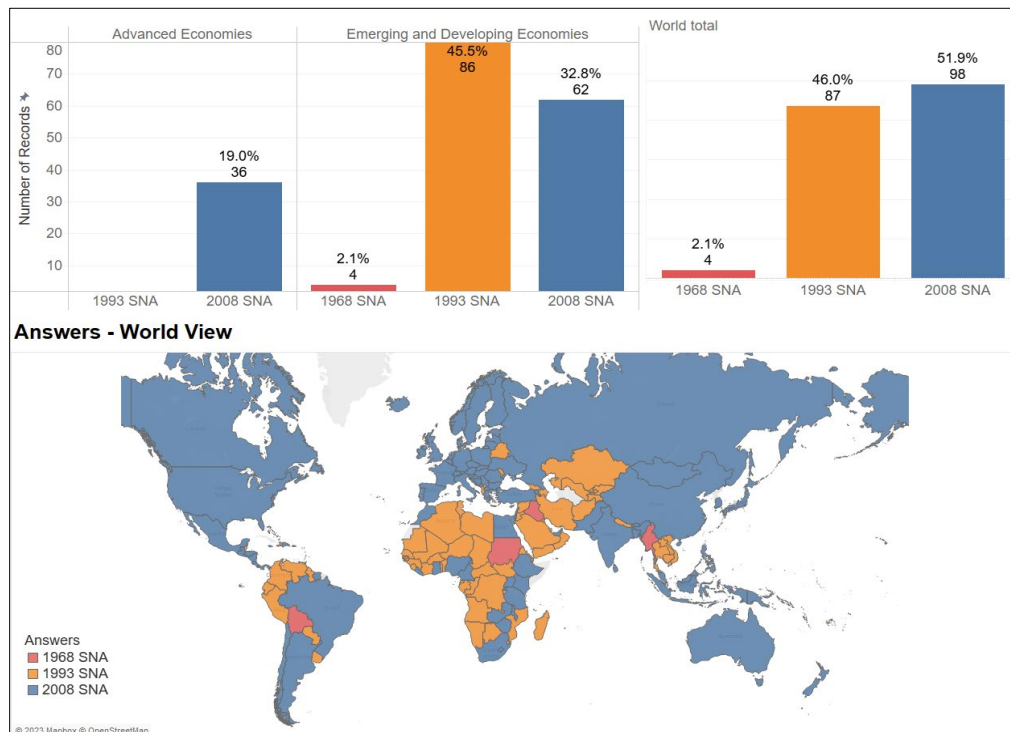 Advanced Economies
Emerging and Developing Economies
World total
Number of Records
80
70
60
50
40
30
20
10
19.0%
36
2.1%
4
45.5%
86
32.8%
62
2.1%
4
46.0%
87
51.9%
98
1993 SNA
2008 SNA
1968 SNA
1993 SNA
2008 SNA
1968 SNA
1993 SNA
2008 SNA
Answers - World View
Answers
1968 SNA
1993 SNA
2008 SNA
© 2023 Mapbox © OpenStreetMap